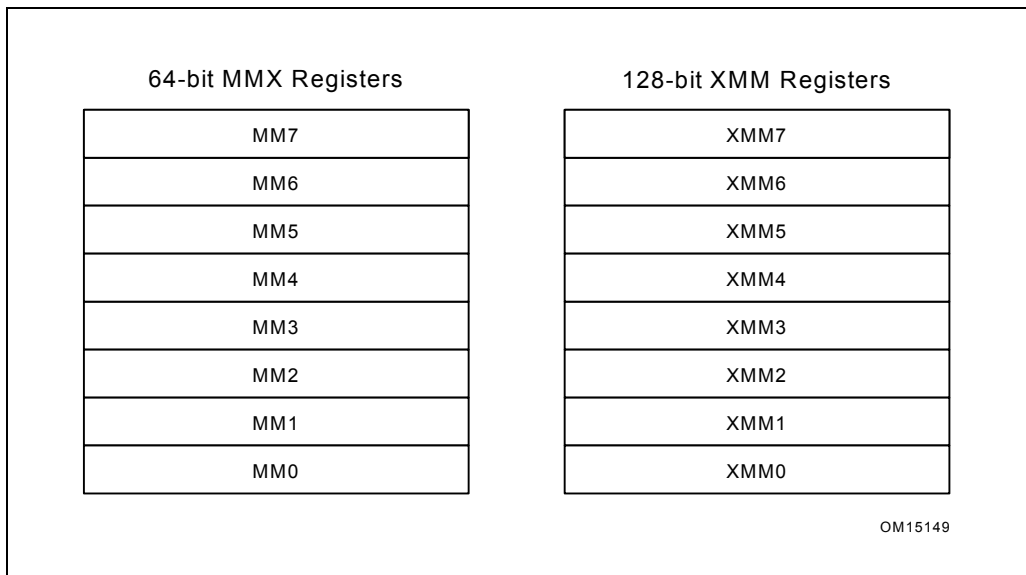 64-bit MMX Registers
MM7
MM6
MM5
MM4
MM3
MM2
MM1
MM0
128-bit XMM Registers
XMM7
XMM6
XMM5
XMM4
XMM3
XMM2
XMM1
XMM0
OM15149